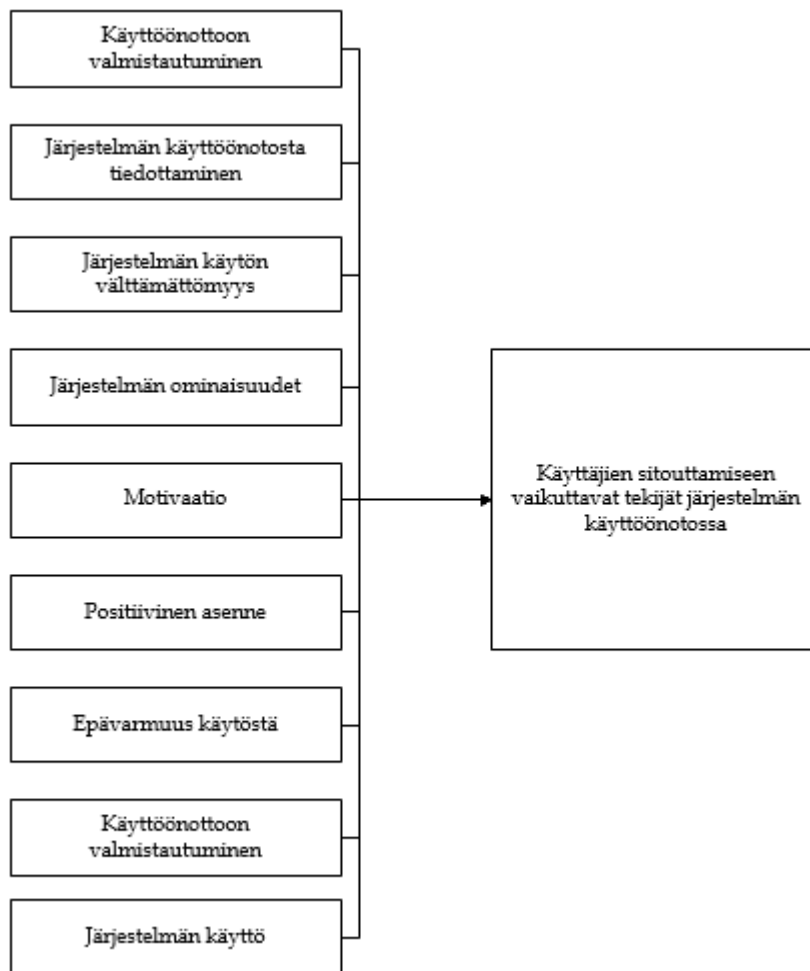 Käyttöönottoon
valmistautuminen
Järjestelmän käyttöönotosta
tiedottaminen
Järjestelmän käytön
välttämättömyys
Järjestelmän ominaisuudet
Motivaatio
Positiivinen asenne
Epävarmuus käytöstä
Käyttöönottoon
valmistautuminen
Järjestelmän käyttö
Käyttäjien sitouttamiseen
vaikuttavat tekijät järjestelmän
käyttöönotossa